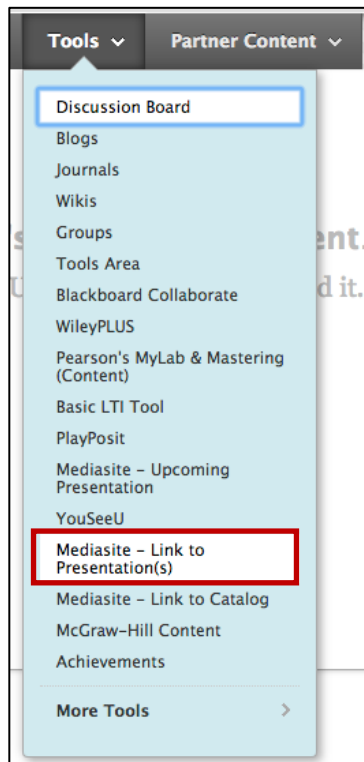 Tools Partner Content
Discussion Board
Blogs
Journals
Wikis
Groups
Tools Area
Blackboard Collaborate
WileyPLUS
Pearson's MyLab & Mastering
(Content)
Basic LTI Tool
PlayPosit
Mediasite – Upcoming
Presentation
YouSeeU
Mediasite – Link to
Presentation(s)
Mediasite – Link to Catalog
McGraw-Hill Content
Achievements
More Tools
d it.